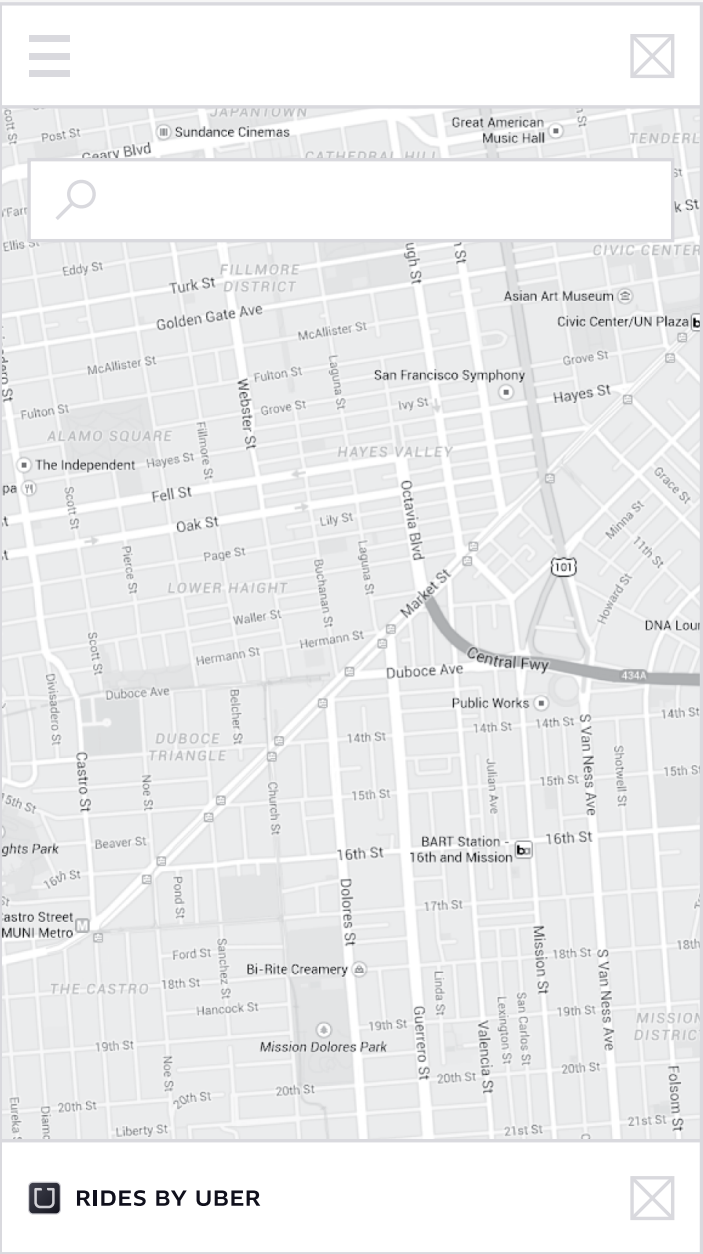 JAPANTOWN
Post St
Sundance Cinemas
Great American
Music Hall
Geary Blvd
CATHEDRAL HILL
Ellis St
Eddy St
FILLMORE
DISTRICT
CIVIC CENTER
Turk St
Golden Gate Ave
Asian Art Museum
Civic Center/UN Plaza
McAllister St
McAllister St
Grove St
Fulton St
Laguna St
San Francisco Symphony
Hayes St
Fulton St
Grove St
Ivy St
Webster St
ALAMO SQUARE
Fillmore St
HAYES VALLEY
The Independent
Hayes St
Scott St
Fell St
Octavia Blvd
Grace St
Oak St
Lily St
Minna St
Page St
Pierce St
Laguna St
11th St
101
LOWER HAIGHT
Buchanan St
Market St
Howard St
Waller St
Hermann St
Scott St
Hermann St
Central Fwy
Duboce Ave
434A
Divisadero St
Duboce Ave
Belcher St
Public Works
14th St
14th St
14th St
DUBOCE
TRIANGLE
14th St
S Van Ness Ave
Castro St
Noe St
Julian Ave
Shotwell St
15th St
15th St
15th St
15th St
Church St
Beaver St
BART Station -
16th and Mission
16th St
16th St
ghts Park
16th St
Pond St
Dolores St
17th St
astro Street
MUNI Metro
M
Mission St
Ford St
Sanchez St
18th St
S Van Ness Ave
18th
Bi-Rite Creamery
THE CASTRO
18th St
Linda St
Hancock St
Guerrero St
Valencia St
Lexington St
San Carlos St
19th St
MISSION
DISTRIC
19th St
19th St
Mission Dolores Park
Noe St
20th St
20th St
20th St
Folsom St
20th St
20th St
Eureka S
Liberty St
21st St
21st St
RIDES BY UBER